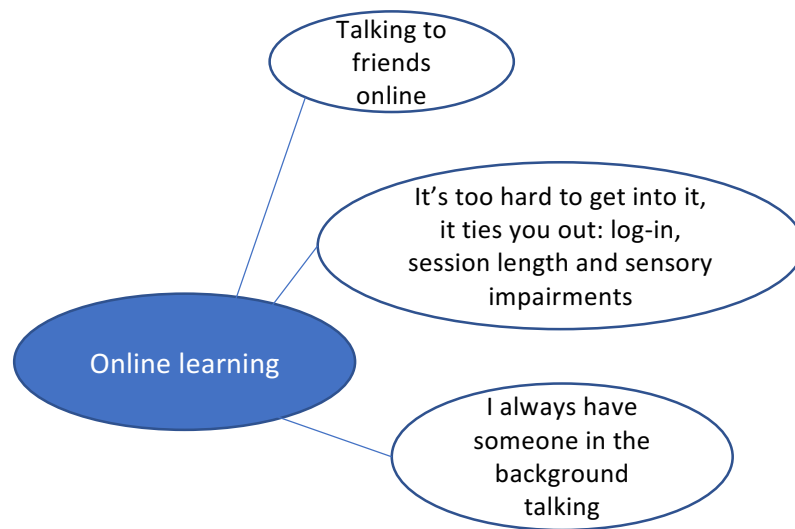 Talking to
friends
online
It’s too hard to get into it,
it ties you out: log-in,
session length and sensory
impairments
Online learning
I always have
someone in the
background
talking